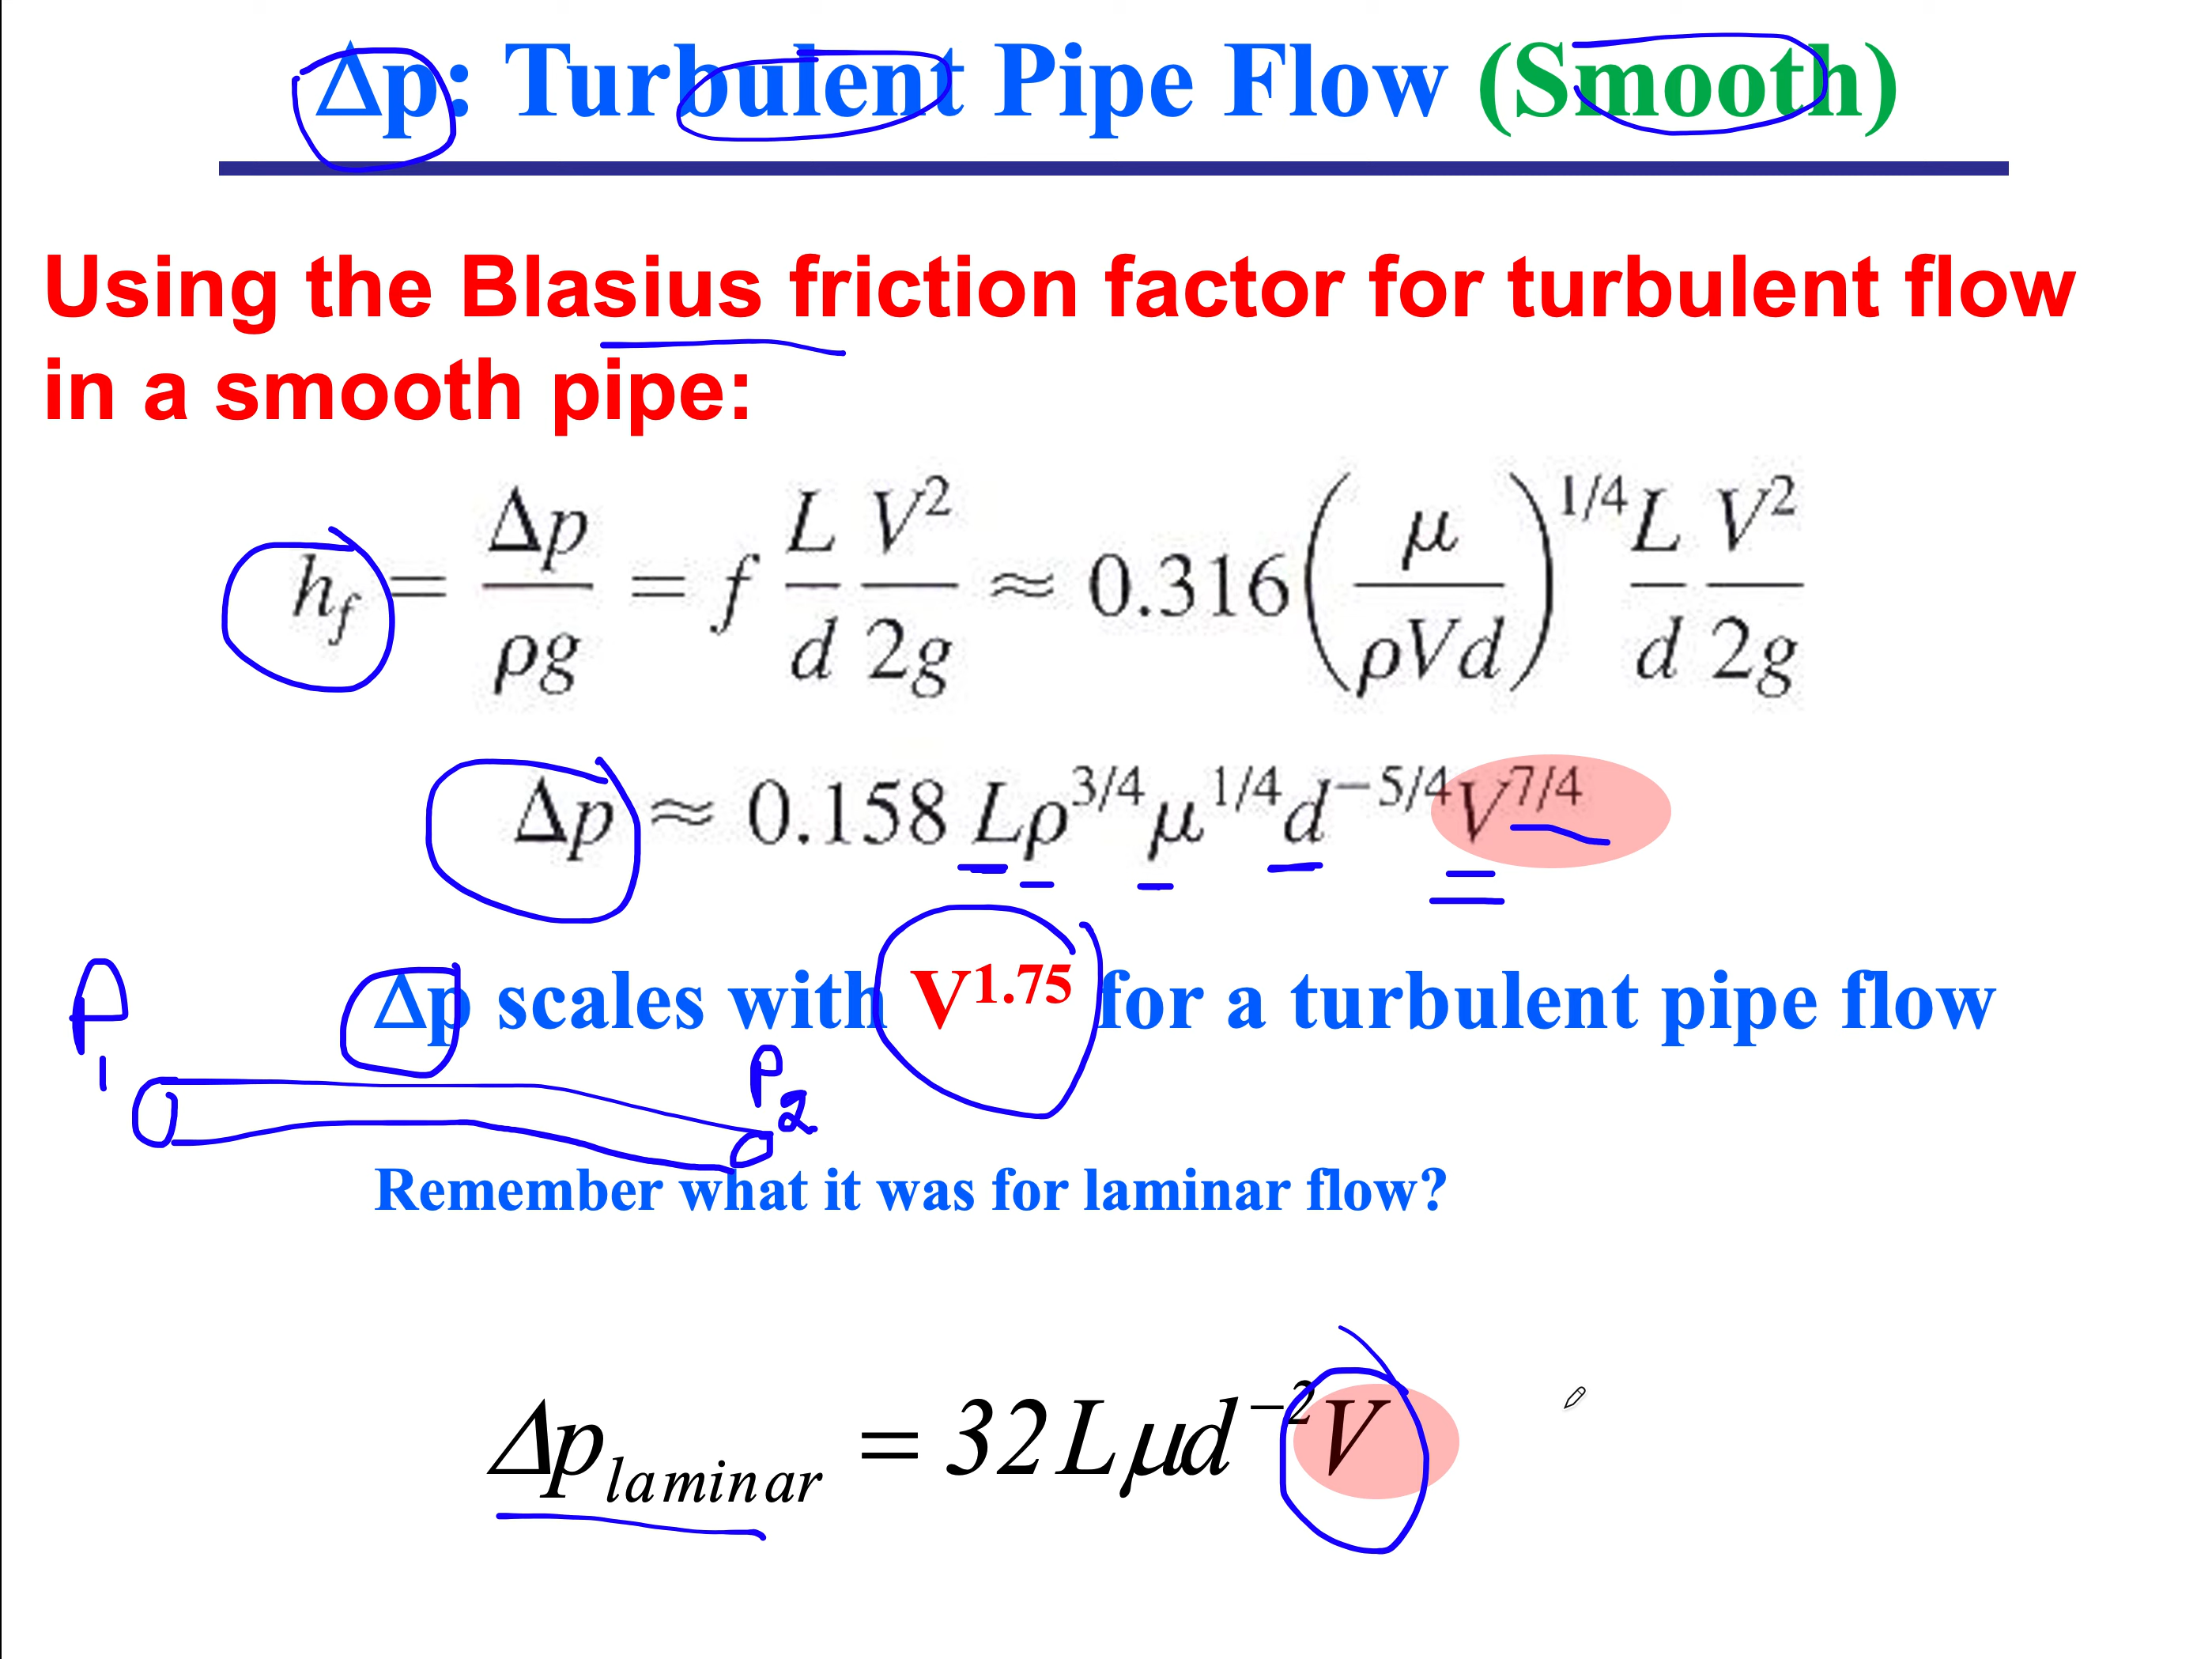 Δp: Turbulent Pipe Flow (Smooth)
Using the Blasius friction factor for turbulent flow
in a smooth pipe:
h_f = Δp/ρg = f L/d V²/2g ≈ 0.316 (μ/ρVd)^{1/4} L/d V²/2g
Δp ≈ 0.158 Lρ^{3/4}μ^{1/4}d^{−5/4}V^{7/4}
Δp scales with V^{1.75} for a turbulent pipe flow
P₁
P₂
Remember what it was for laminar flow?
Δp_{laminar} = 32Lμd^{−2}V